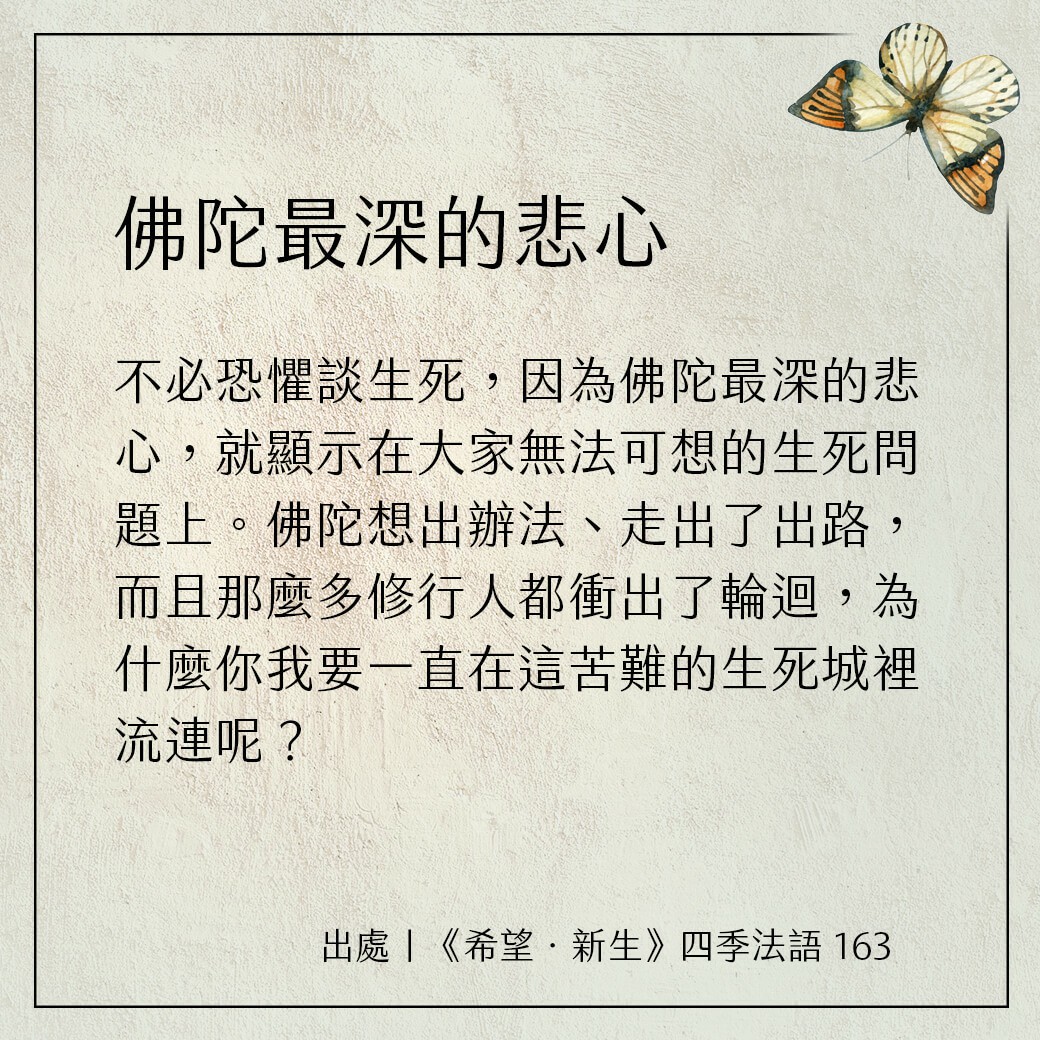 佛陀最深的悲心
不必恐懼談生死，因為佛陀最深的悲
心，就顯示在大家無法可想的生死問
題上。佛陀想出辦法、走出了出路，
而且那麼多修行人都衝出了輪迴，為
什麼你我要一直在這苦難的生死城裡
流連呢？
出處｜《希望．新生》四季法語 163